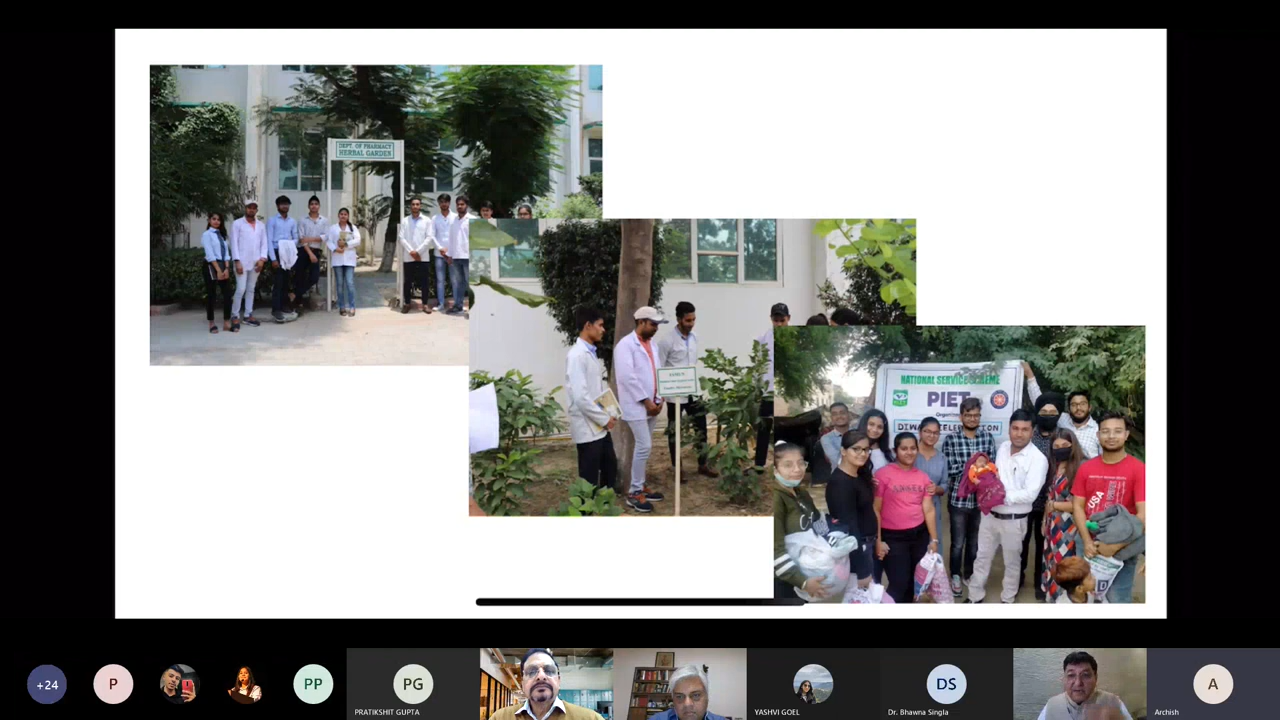 DEPT. OF PHARMACY
HERBAL GARDEN
NATIONAL SERVICE SCHEME
PIET
DIWALI CELEBRATION
USA
+24
P
PP
PG
PRATIKSHIT GUPTA
YASHVI GOEL
DS
Dr. Bhawna Singla
A
Archish